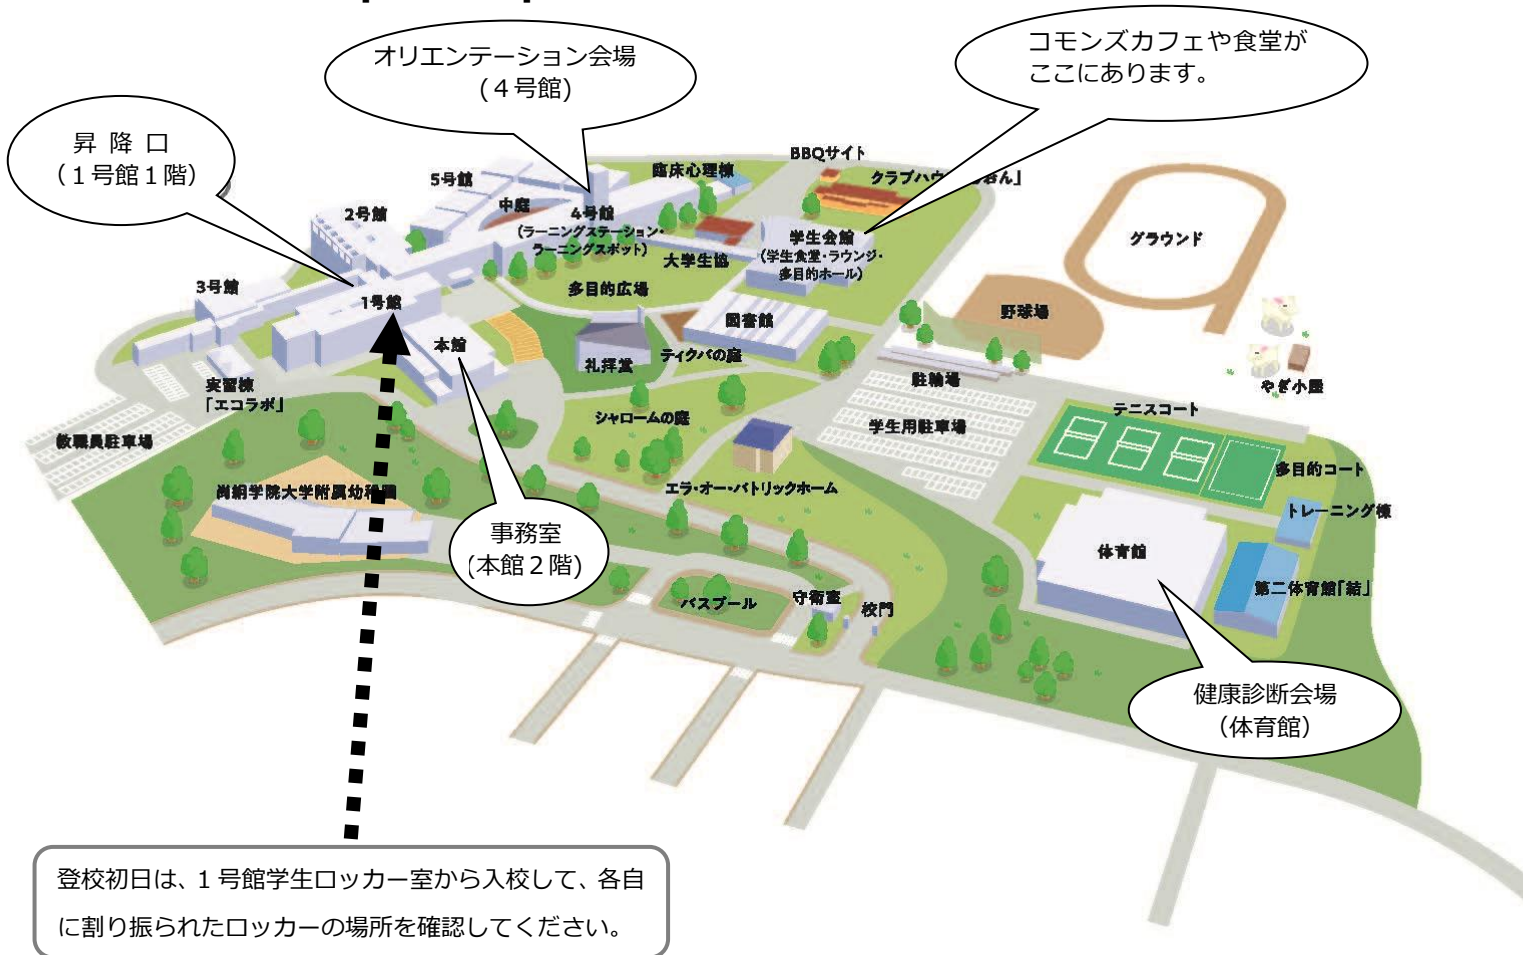 オリエンテーション会場
(４号館)
コモンズカフェや食堂が
ここにあります。
昇 降 口
（１号館１階）
BBQサイト
臨床心理棟
5号館
中庭
2号館
4号館
(ラーニングステーション・
ラーニングスポット)
大学生協
学生会館
(学生食堂・ラウンジ・
多目的ホール)
グラウンド
3号館
1号館
多目的広場
図書館
野球場
本館
礼拝堂
ティクバの庭
駐輪場
やぎ小屋
実習棟
「エコラボ」
シャロームの庭
学生用駐車場
テニスコート
教職員駐車場
多目的コート
尚絅学院大学附属幼稚園
エラ・オー・パトリックホーム
トレーニング棟
事務室
(本館２階)
体育館
バスプール
守衛室
校門
第二体育館「結」
健康診断会場
（体育館）
登校初日は、１号館学生ロッカー室から入校して、各自
に割り振られたロッカーの場所を確認してください。